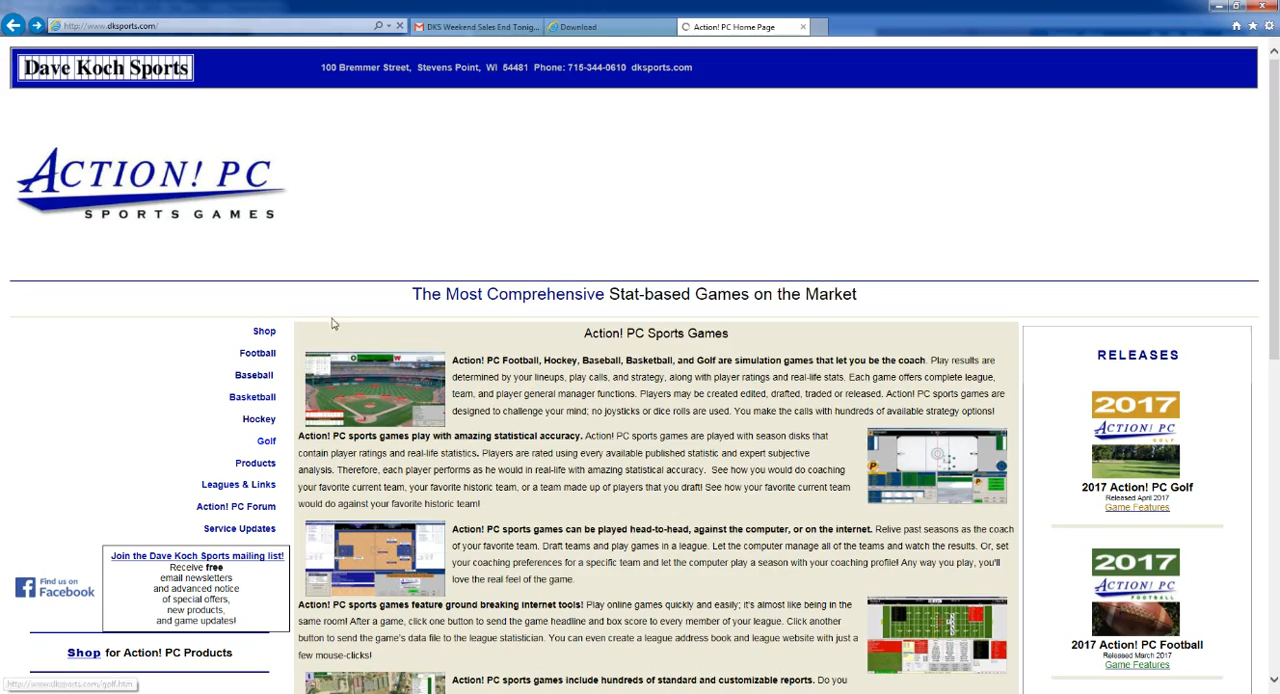 http://www.dksports.com/
DKS Weekend Sales End Tonig...
Download
Action! PC Home Page
Dave Koch Sports
100 Bremmer Street, Stevens Point, WI 54481 Phone: 715-344-0610 dksports.com
ACTION! PC
SPORTS GAMES
The Most Comprehensive Stat-based Games on the Market
Shop
Football
Baseball
Basketball
Hockey
Golf
Products
Leagues & Links
Action! PC Forum
Service Updates
Join the Dave Koch Sports mailing list!
Receive free
email newsletters
and advanced notice
of special offers,
new products,
and game updates!
Find us on
Facebook
Shop for Action! PC Products
http://www.dksports.com/golf.htm
Action! PC Sports Games
Action! PC Football, Hockey, Baseball, Basketball, and Golf are simulation games that let you be the coach. Play results are
determined by your lineups, play calls, and strategy, along with player ratings and real-life stats. Each game offers complete league,
team, and player general manager functions. Players may be created edited, drafted, traded or released. Action! PC sports games are
designed to challenge your mind; no joysticks or dice rolls are used. You make the calls with hundreds of available strategy options!
Action! PC sports games play with amazing statistical accuracy. Action! PC sports games are played with season disks that
contain player ratings and real-life statistics. Players are rated using every available published statistic and expert subjective
analysis. Therefore, each player performs as he would in real-life with amazing statistical accuracy. See how you would do coaching
your favorite current team, your favorite historic team, or a team made up of players that you draft! See how your favorite current team
would do against your favorite historic team!
Action! PC sports games can be played head-to-head, against the computer, or on the internet. Relive past seasons as the coach
of your favorite team. Draft teams and play games in a league. Let the computer manage all of the teams and watch the results. Or, set
your coaching preferences for a specific team and let the computer play a season with your coaching profile! Any way you play, you'll
love the real feel of the game.
Action! PC sports games feature ground breaking internet tools! Play online games quickly and easily; it's almost like being in the
same room! After a game, click one button to send the game headline and box score to every member of your league. Click another
button to send the game's data file to the league statistician. You can even create a league address book and league website with just a
few mouse-clicks!
Action! PC sports games include hundreds of standard and customizable reports. Do you
RELEASES
2017
ACTION! PC
GOLF
2017 Action! PC Golf
Released April 2017
Game Features
2017
ACTION! PC
FOOTBALL
2017 Action! PC Football
Released March 2017
Game Features